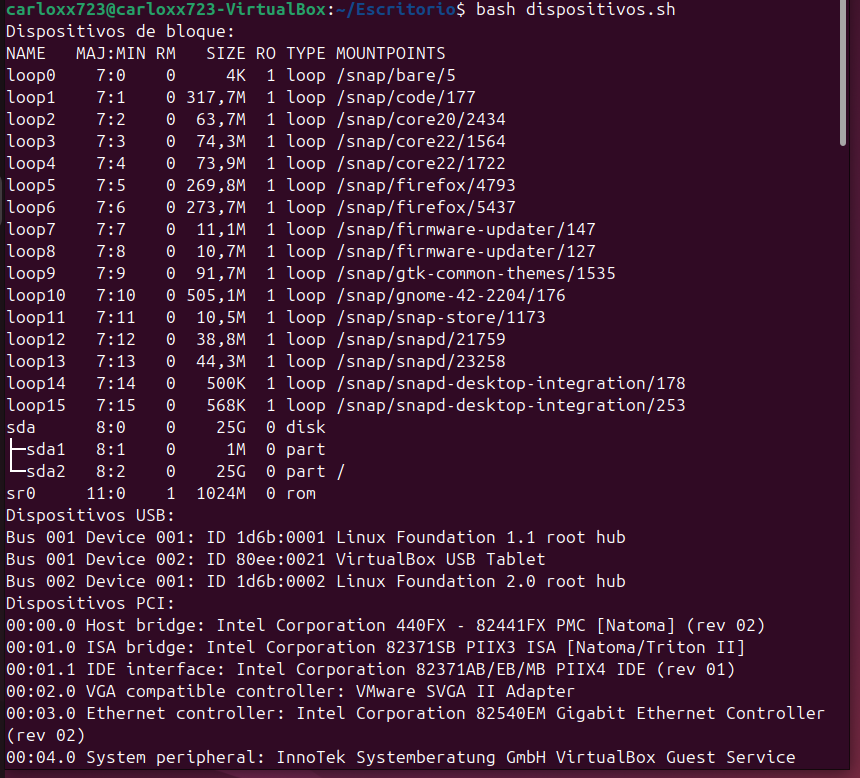 carloxx723@carloxx723-VirtualBox:~/Escritorio$ bash dispositivos.sh
Dispositivos de bloque:
NAME   MAJ:MIN RM   SIZE RO TYPE MOUNTPOINTS
loop0    7:0    0     4K  1 loop /snap/bare/5
loop1    7:1    0 317,7M  1 loop /snap/code/177
loop2    7:2    0  63,7M  1 loop /snap/core20/2434
loop3    7:3    0  74,3M  1 loop /snap/core22/1564
loop4    7:4    0  73,9M  1 loop /snap/core22/1722
loop5    7:5    0 269,8M  1 loop /snap/firefox/4793
loop6    7:6    0 273,7M  1 loop /snap/firefox/5437
loop7    7:7    0  11,1M  1 loop /snap/firmware-updater/147
loop8    7:8    0  10,7M  1 loop /snap/firmware-updater/127
loop9    7:9    0  91,7M  1 loop /snap/gtk-common-themes/1535
loop10   7:10   0 505,1M  1 loop /snap/gnome-42-2204/176
loop11   7:11   0  10,5M  1 loop /snap/snap-store/1173
loop12   7:12   0  38,8M  1 loop /snap/snapd/21759
loop13   7:13   0  44,3M  1 loop /snap/snapd/23258
loop14   7:14   0   500K  1 loop /snap/snapd-desktop-integration/178
loop15   7:15   0   568K  1 loop /snap/snapd-desktop-integration/253
sda      8:0    0    25G  0 disk
├─sda1   8:1    0     1M  0 part
└─sda2   8:2    0    25G  0 part /
sr0     11:0    1  1024M  0 rom
Dispositivos USB:
Bus 001 Device 001: ID 1d6b:0001 Linux Foundation 1.1 root hub
Bus 001 Device 002: ID 80ee:0021 VirtualBox USB Tablet
Bus 002 Device 001: ID 1d6b:0002 Linux Foundation 2.0 root hub
Dispositivos PCI:
00:00.0 Host bridge: Intel Corporation 440FX - 82441FX PMC [Natoma] (rev 02)
00:01.0 ISA bridge: Intel Corporation 82371SB PIIX3 ISA [Natoma/Triton II]
00:01.1 IDE interface: Intel Corporation 82371AB/EB/MB PIIX4 IDE (rev 01)
00:02.0 VGA compatible controller: VMware SVGA II Adapter
00:03.0 Ethernet controller: Intel Corporation 82540EM Gigabit Ethernet Controller
(rev 02)
00:04.0 System peripheral: InnoTek Systemberatung GmbH VirtualBox Guest Service